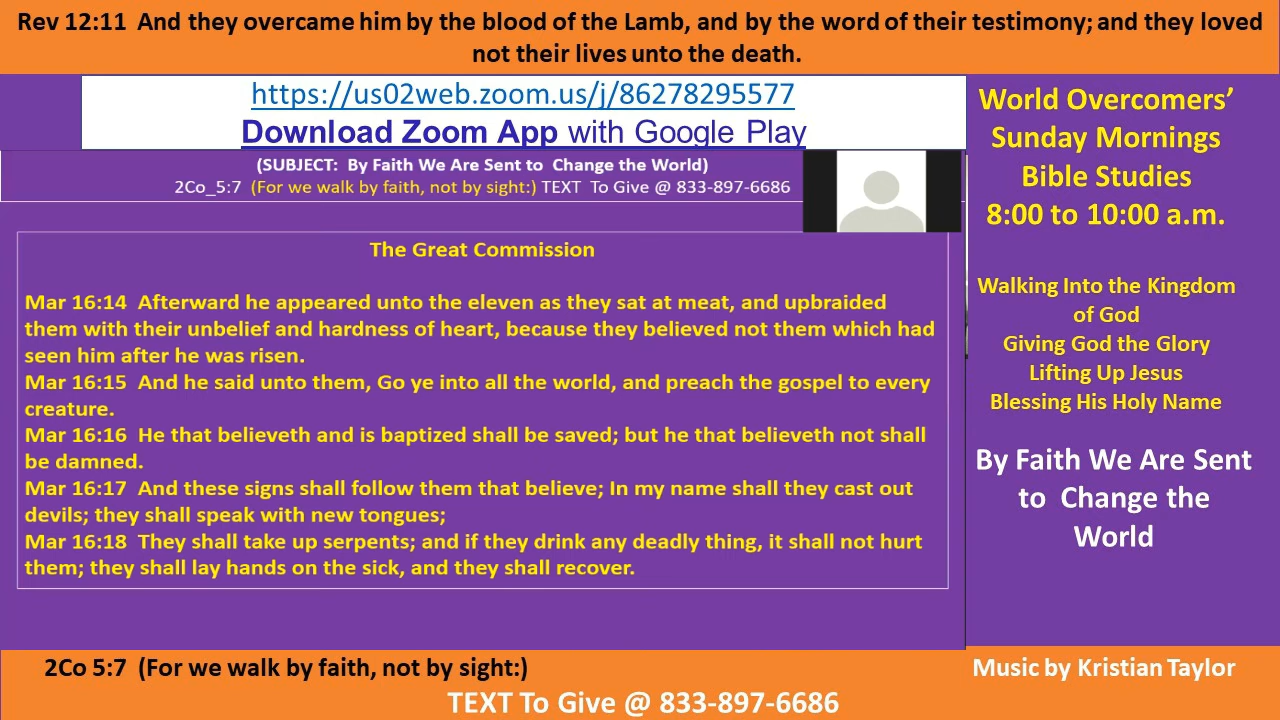 Rev 12:11  And they overcame him by the blood of the Lamb, and by the word of their testimony; and they loved
not their lives unto the death.
https://us02web.zoom.us/j/86278295577
Download Zoom App with Google Play
(SUBJECT:  By Faith We Are Sent to  Change the World)
2Co_5:7  (For we walk by faith, not by sight:) TEXT  To Give @ 833-897-6686
The Great Commission
Mar 16:14  Afterward he appeared unto the eleven as they sat at meat, and upbraided
them with their unbelief and hardness of heart, because they believed not them which had
seen him after he was risen.
Mar 16:15  And he said unto them, Go ye into all the world, and preach the gospel to every
creature.
Mar 16:16  He that believeth and is baptized shall be saved; but he that believeth not shall
be damned.
Mar 16:17  And these signs shall follow them that believe; In my name shall they cast out
devils; they shall speak with new tongues;
Mar 16:18  They shall take up serpents; and if they drink any deadly thing, it shall not hurt
them; they shall lay hands on the sick, and they shall recover.
World Overcomers’
Sunday Mornings
Bible Studies
8:00 to 10:00 a.m.
Walking Into the Kingdom
of God
Giving God the Glory
Lifting Up Jesus
Blessing His Holy Name
By Faith We Are Sent
to  Change the
World
2Co 5:7  (For we walk by faith, not by sight:)
Music by Kristian Taylor
TEXT To Give @ 833-897-6686